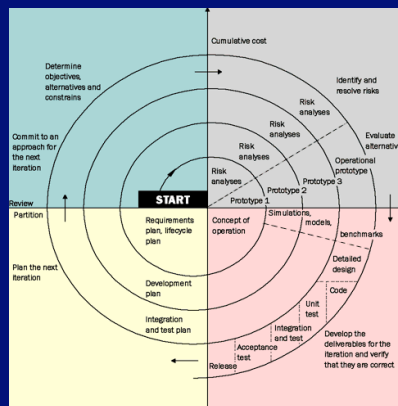 Cumulative cost
Determine
objectives,
alternatives and
constrains
Identify and
resolve risks
Risk
analyses
Risk
analyses
Risk
analyses
Risk
analyses
Commit to an
approach for the
next
iteration
Evaluate
alternative
Operational
prototype
Prototype 3
Prototype 2
Prototype 1
START
Review
Partition
Requirements
plan, lifecycle
plan
Concept of
operation
Simulations,
models,
benchmarks
Plan the next
iteration
Development
plan
Detailed
design
Code
Unit
test
Integration
and test plan
Integration
and test
Acceptance
test
Release
Develop the
deliverables for the
iteration and verify
that they are correct